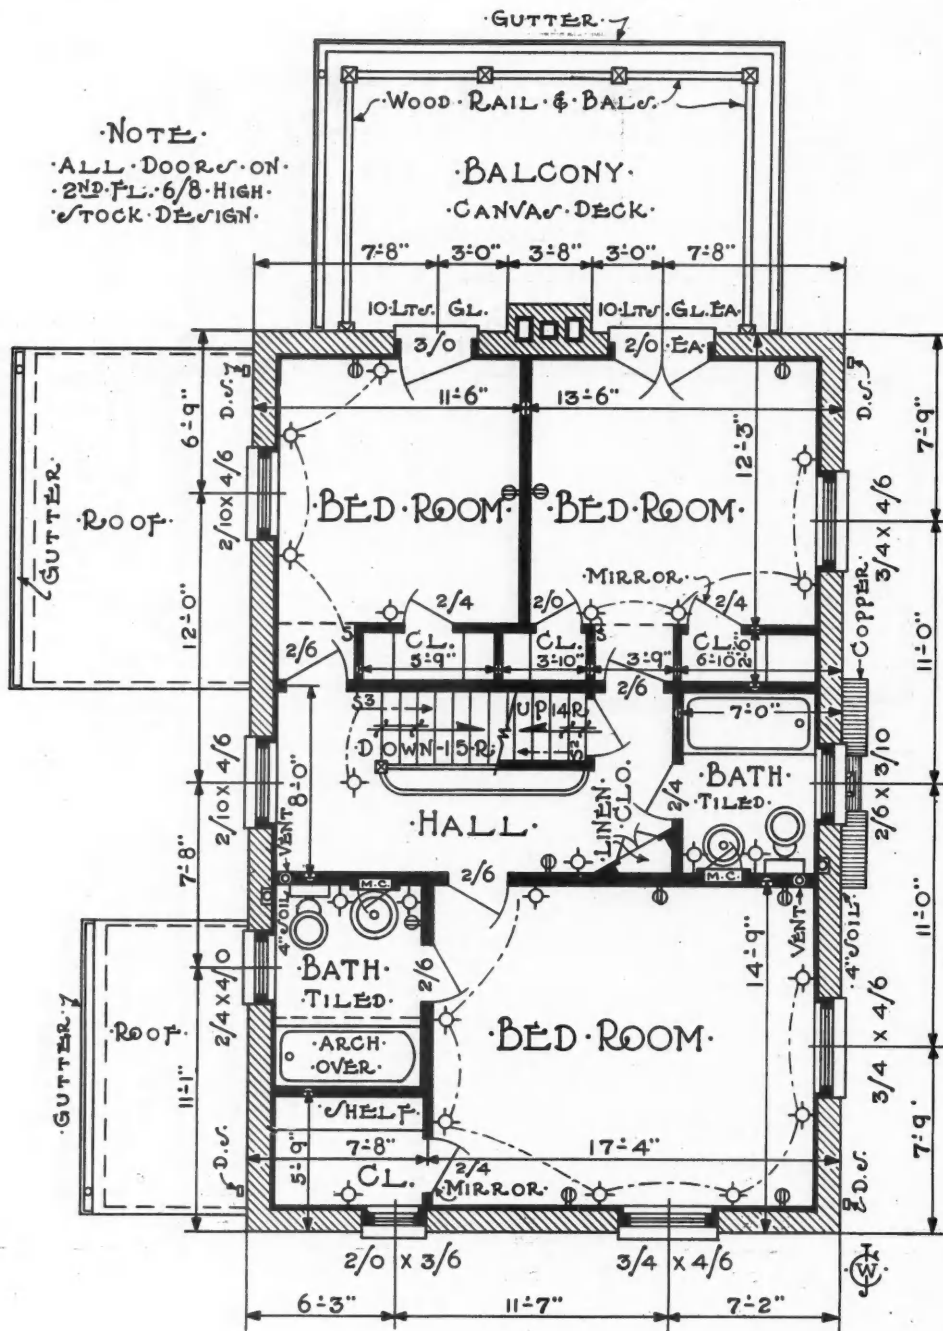 ·GUTTER·
·WOOD·RAIL·&·BALS.
·NOTE·
·ALL·DOORS·ON·
·2ND·FL.·6/8·HIGH·
·STOCK·DESIGN·
·BALCONY
·CANVAS·DECK·
7'-8" 3'-0" 3'-8" 3'-0" 7'-8"
10·LTS. GL. 10·LTS. GL. EA.
3/0 2/0 EA
D.S. D.S.
11'-6" 13'-6"
6'-9" 12'-3" 7'-9"
2/10 x 4/6 3/4 x 4/6
·BED·ROOM· ·BED·ROOM·
·ROOF·
·GUTTER·
·MIRROR·
·COPPER·
12'-0" 11'-0"
2/4 2/0 2/4
S S
2/6 CL. CL. CL.
5'-9" 3'-10" 3'-9" 6'-10" 2'-6"
2/6
S3 UP 14 R. 7'-0"
·DOWN·15·R· S2
2/10 x 4/6 8'-0" 2/6 x 3/10
2/4 ·BATH·
TILED·
·HALL· LINEN CLO.
VENT
7'-8" 2/6 M.C. 11'-0"
M.C.
4" SOIL 4" SOIL
VENT
·BATH·
TILED·
2/6 14'-9"
2/4 x 4/0 3/4 x 4/6
·BED·ROOM·
·ROOF·
·GUTTER·
·ARCH·
·OVER·
11'-1"
·SHELF·
7'-8" 17'-4" 7'-9"
5'-9" CL. 2/4
·MIRROR·
D.S. D.S.
2/0 x 3/6 3/4 x 4/6
W
6'-3" 11'-7" 7'-2"